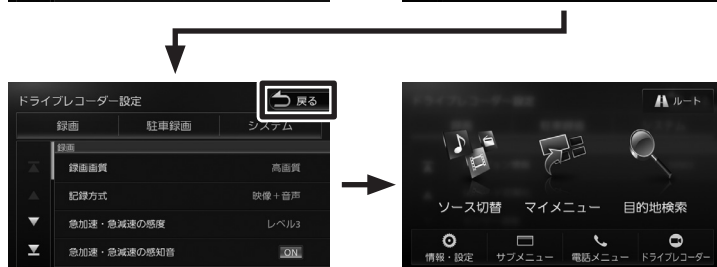 ドライブレコーダー設定
戻る
録画
駐車録画
システム
録画
録画画質
高画質
記録方式
映像＋音声
急加速・急減速の感度
レベル3
急加速・急減速の感知音
ON
ルート
ソース切替
マイメニュー
目的地検索
情報・設定
サブメニュー
電話メニュー
ドライブレコーダー